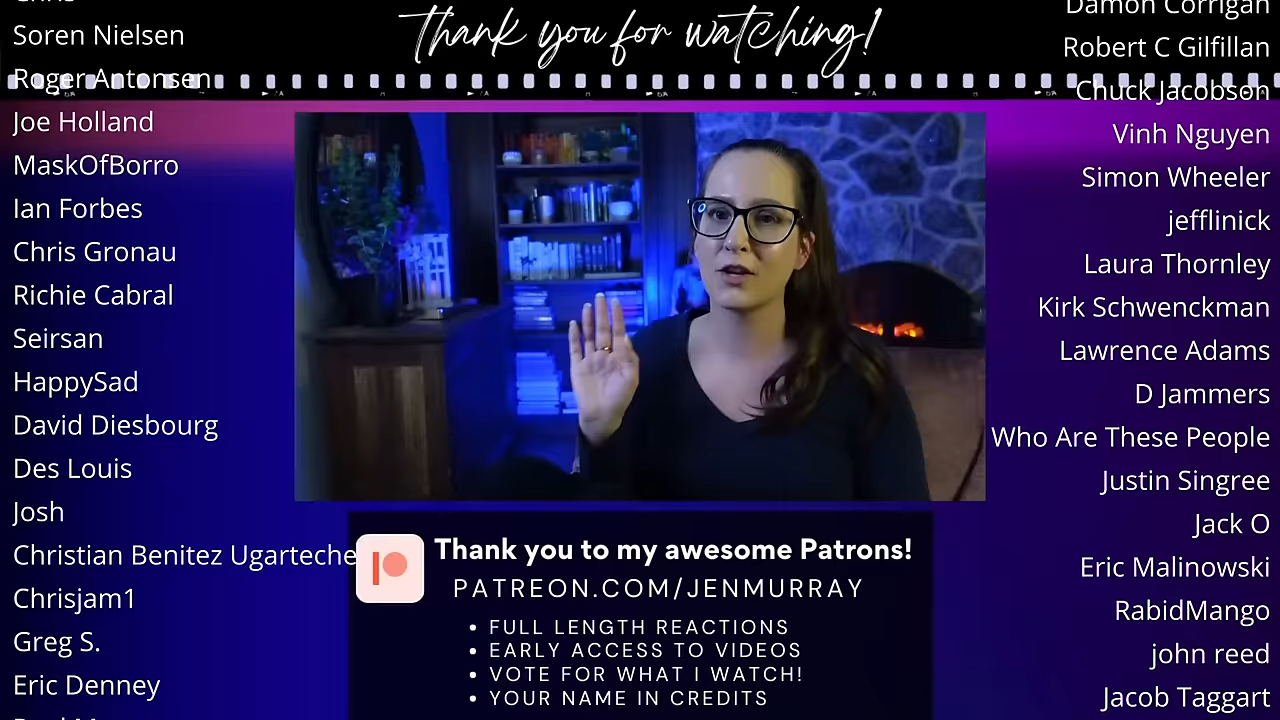 Thank you for watching!
Soren Nielsen
Roger Antonsen
Joe Holland
MaskOfBorro
Ian Forbes
Chris Gronau
Richie Cabral
Seirsan
HappySad
David Diesbourg
Des Louis
Josh
Christian Benitez Ugarteche
Chrisjam1
Greg S.
Eric Denney
Damon Corrigan
Robert C Gilfillan
Chuck Jacobson
Vinh Nguyen
Simon Wheeler
jefflinick
Laura Thornley
Kirk Schwenckman
Lawrence Adams
D Jammers
Who Are These People
Justin Singree
Jack O
Eric Malinowski
RabidMango
john reed
Jacob Taggart
Thank you to my awesome Patrons!
PATREON.COM/JENMURRAY
• FULL LENGTH REACTIONS
• EARLY ACCESS TO VIDEOS
• VOTE FOR WHAT I WATCH!
• YOUR NAME IN CREDITS